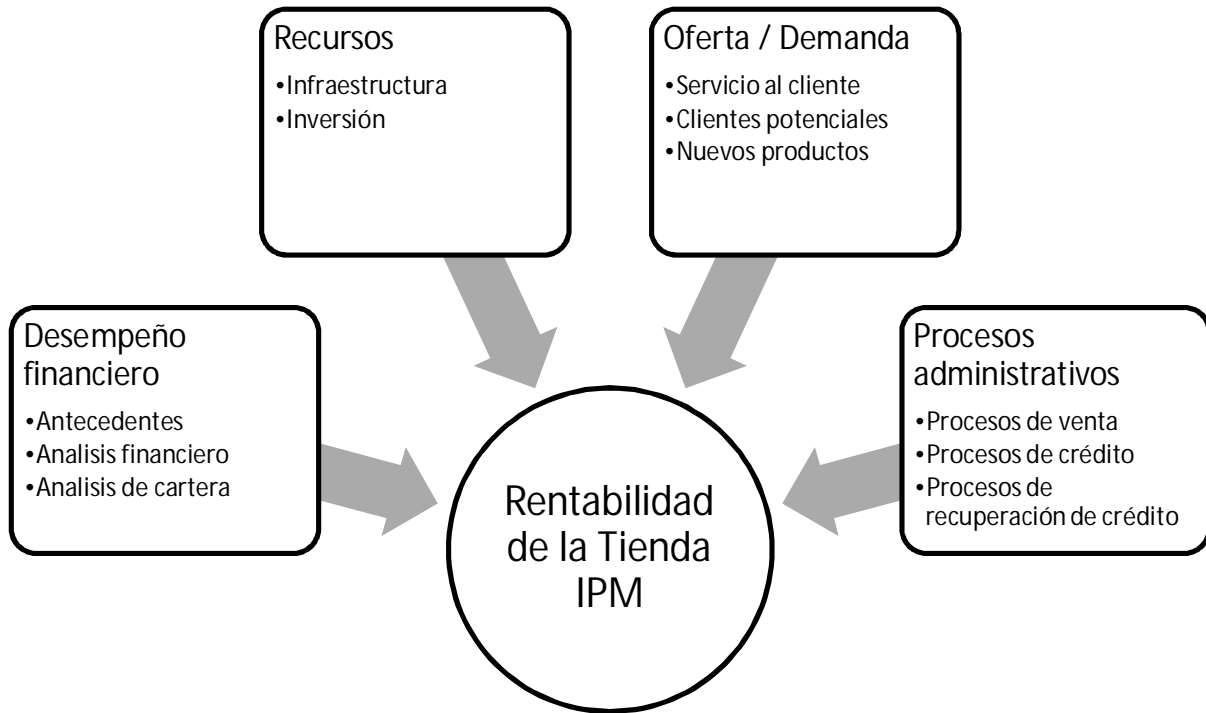 Recursos
•Infraestructura
•Inversión
Oferta / Demanda
•Servicio al cliente
•Clientes potenciales
•Nuevos productos
Desempeño
financiero
•Antecedentes
•Analisis financiero
•Analisis de cartera
Procesos
administrativos
•Procesos de venta
•Procesos de crédito
•Procesos de
recuperación de crédito
Rentabilidad
de la Tienda
IPM